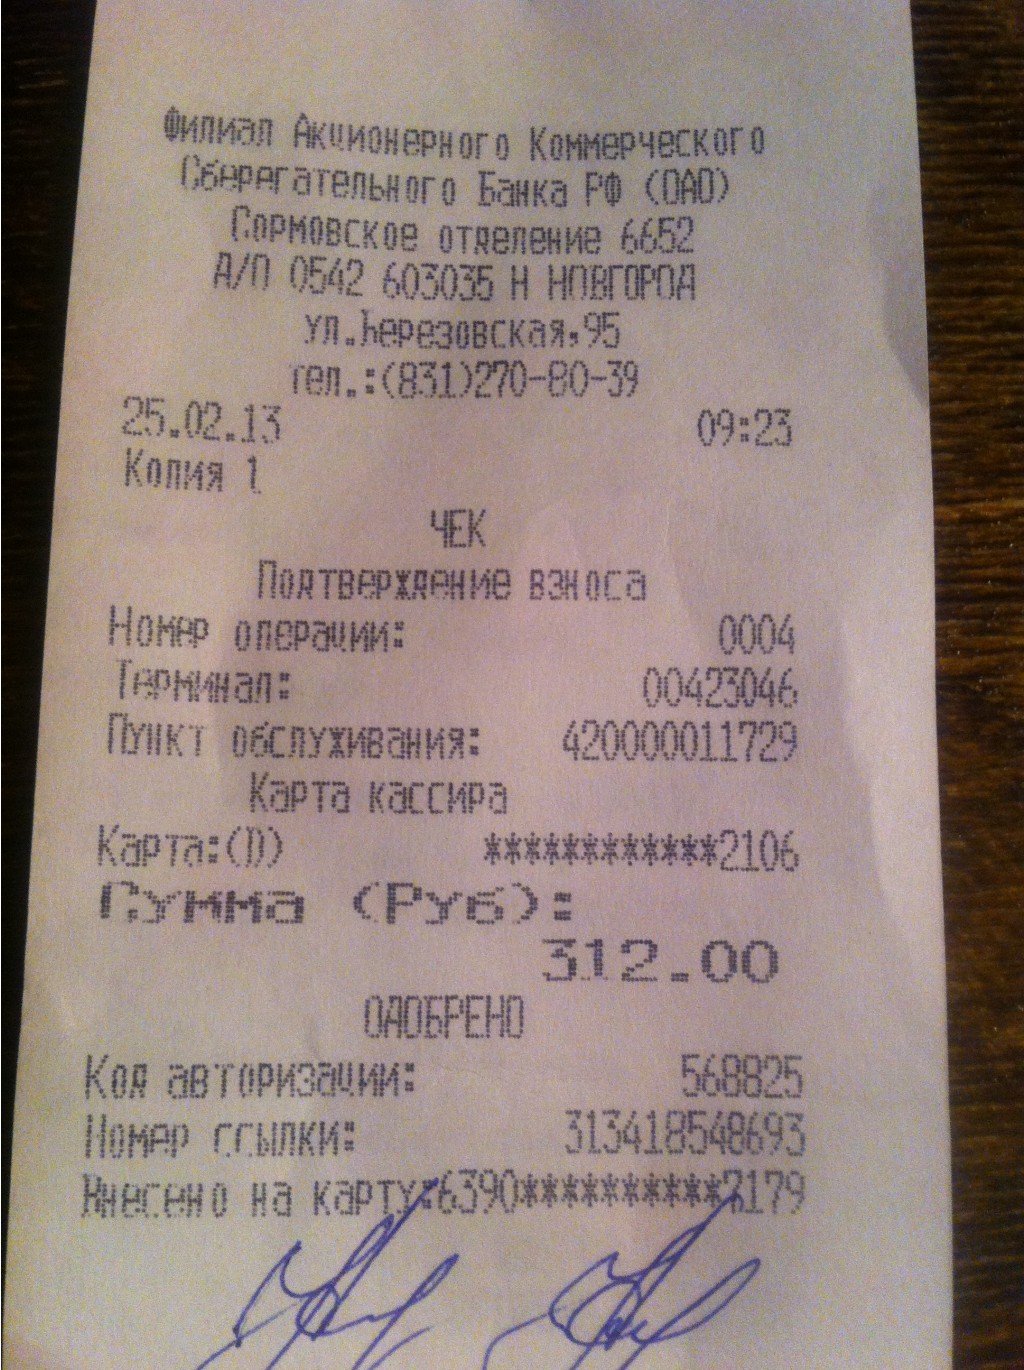 Филиал Акционерного Коммерческого
Сберегательного Банка РФ (ОАО)
Сормовское отделение 6652
Д/П 0542 603035 Н НОВГОРОД
ул.Березовская,95
тел.:(831)270-80-39
25.02.13 09:23
Копия 1
ЧЕК
Подтверждение взноса
Номер операции: 0004
Терминал: 00423046
Пункт обслуживания: 420000011729
Карта кассира
Карта:(D) ************2106
Сумма (Руб):
312.00
ОДОБРЕНО
Код авторизации: 568825
Номер ссылки: 313418548693
Внесено на карту:6390**********2179